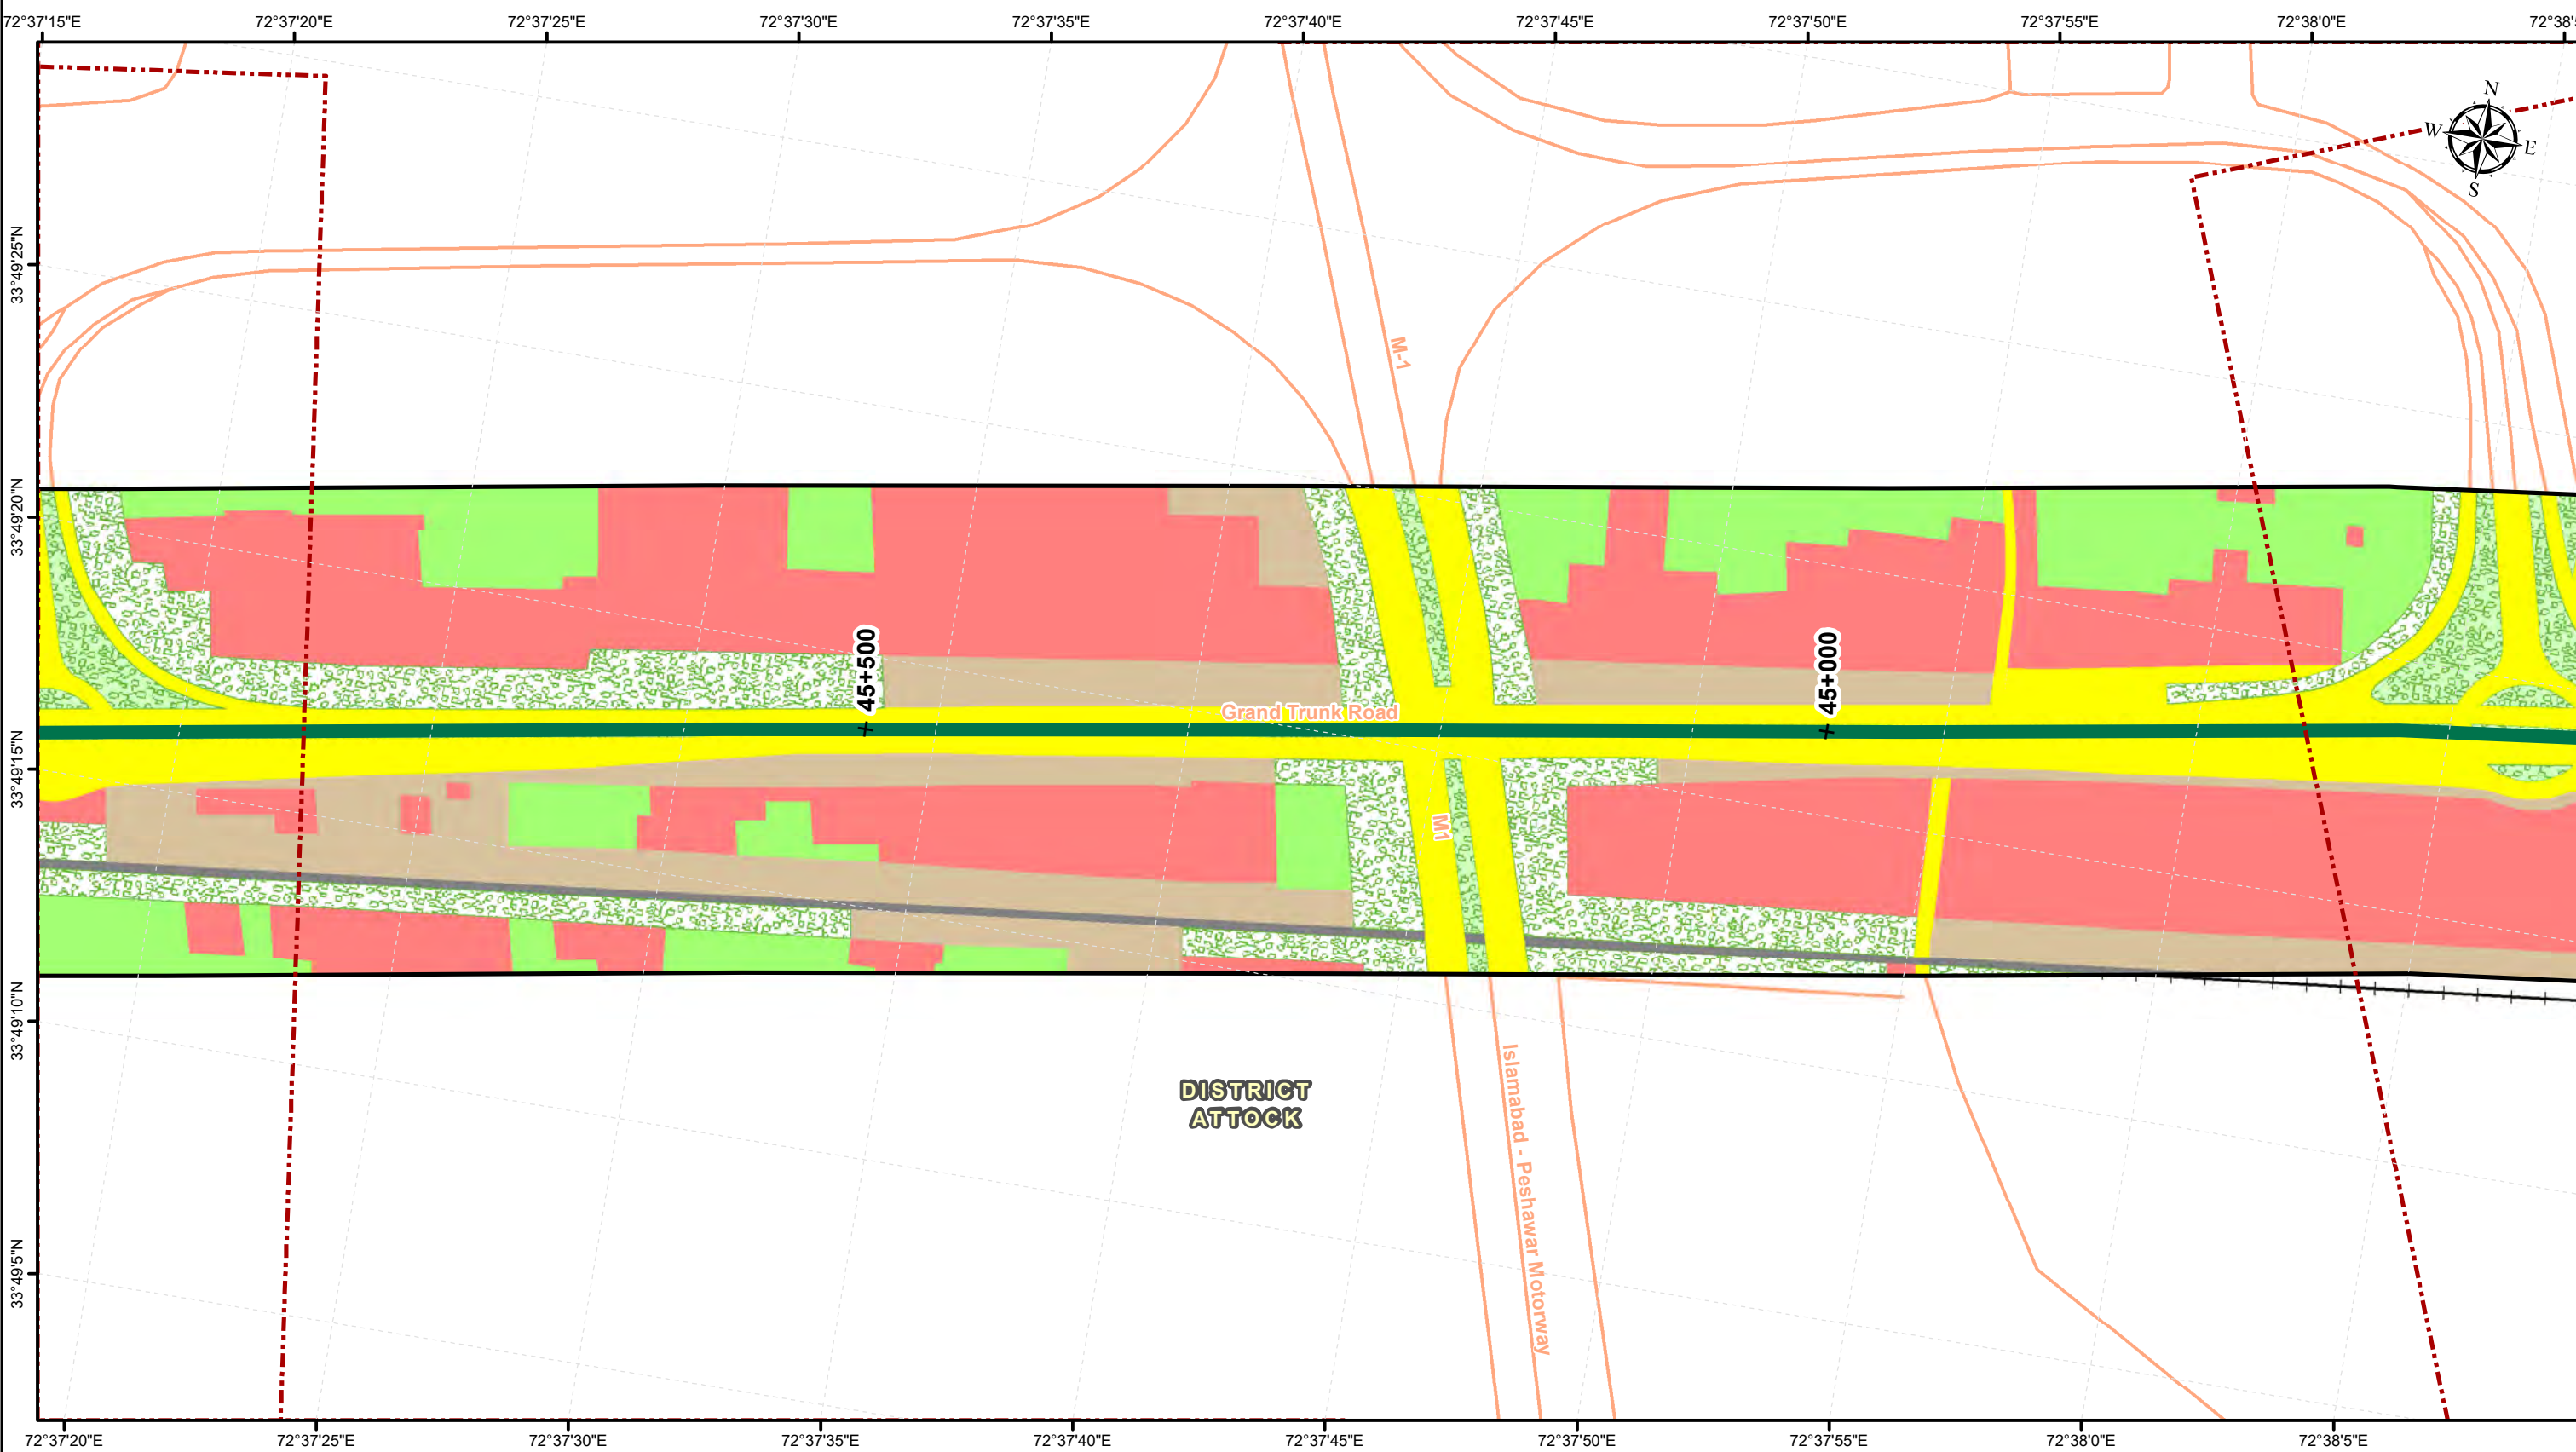 72°37'15"E
72°37'20"E
72°37'25"E
72°37'30"E
72°37'35"E
72°37'40"E
72°37'45"E
72°37'50"E
72°37'55"E
72°38'0"E
N
W
E
S
33°49'25"N
M-1
33°49'20"N
45+500
45+000
Grand Trunk Road
33°49'15"N
M1
33°49'10"N
Islamabad - Peshawar Motorway
DISTRICT
ATTOCK
33°49'5"N
72°37'20"E
72°37'25"E
72°37'30"E
72°37'35"E
72°37'40"E
72°37'45"E
72°37'50"E
72°37'55"E
72°38'0"E
72°38'5"E